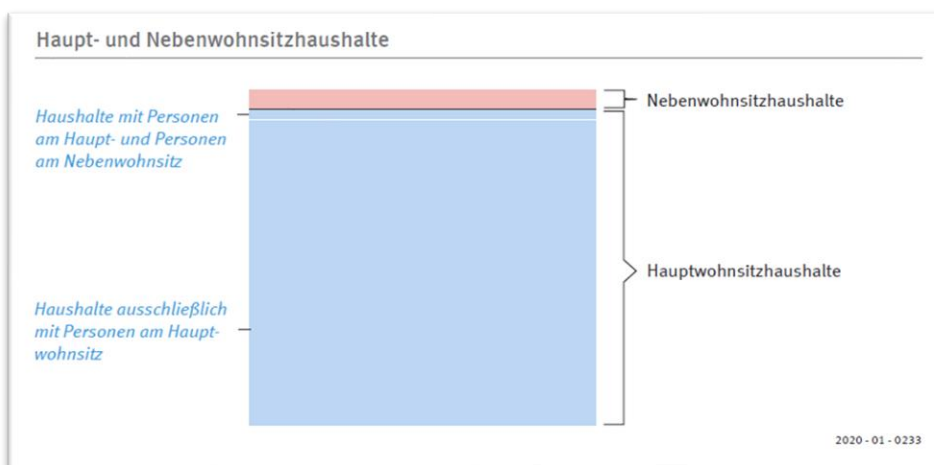 Haupt- und Nebenwohnsitzhaushalte
Haushalte mit Personen
am Haupt- und Personen
am Nebenwohnsitz
Nebenwohnsitzhaushalte
Hauptwohnsitzhaushalte
Haushalte ausschließlich
mit Personen am Haupt-
wohnsitz
2020 - 01 - 0233